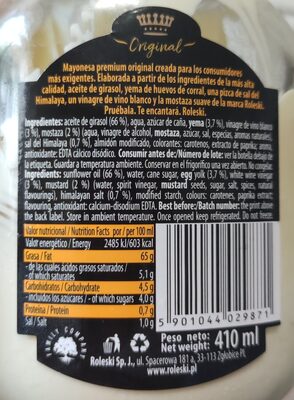 Original
Mayonesa premium original creada para los consumidores
más exigentes. Elaborada a partir de los ingredientes de la más alta
calidad, aceite de girasol, yema de huevos de corral, una pizca de sal del
Himalaya, un vinagre de vino blanco y la mostaza suave de la marca Roleski.
Pruébala. Te encantará. Roleski.
Ingredientes: aceite de girasol (66 %), agua, azúcar de caña, yema (3,7 %), vinagre de vino blanco
(3 %), mostaza (2 %) (agua, vinagre de alcohol, mostaza, azúcar, sal, especias, aromas naturales),
sal del Himalaya (0,7 %), almidón modificado, colorantes: carotenos, extracto de paprika; aroma,
antioxidante: EDTA cálcico disódico. Consumir antes de:/Número de lote: ver la botella debajo de
la etiqueta. Guardar a temperatura ambiente. Conservar en el frigorífico una vez abierto. No congelar.
Ingredients: sunflower oil (66 %), water, cane sugar, egg yolk (3,7 %), white wine vinegar
(3 %), mustard (2 %) (water, spirit vinegar, mustard seeds, sugar, salt, spices, natural
flavourings), himalayan salt (0,7 %), modified starch, colours: carotenes, paprika extract;
flavouring, antioxidant: calcium-disodium EDTA. Best before:/Batch number: the print above
the back label. Store in ambient temperature. Once opened keep refrigerated. Do not freeze.
Valor nutricional / Nutrition Facts por / per 100 ml
Valor energético / Energy 2485 kJ/603 kcal
Grasa / Fat 65 g
- de las cuales ácidos grasos saturados /
- of which saturates 5,1 g
Carbohidratos / Carbohydrate 4,5 g
- incluidos los azúcares / - of which sugars 4,0 g
Proteína / Protein 0,7 g
Sal / Salt 1,0 g
5 901044 029871
Peso neto:
Net weight: 410 ml
FAMILY COMPANY
Roleski Sp. J., ul. Spacerowa 181 a, 33-113 Zgłobice PL
www.roleski.pl